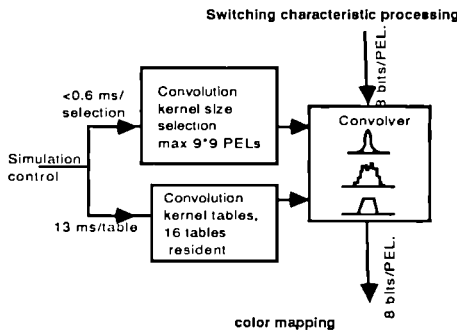 Switching characteristic processing
8 bits/PEL.
<0.6 ms/
selection
Convolution
kernel size
selection
max 9*9 PELs
Convolver
Simulation
control
13 ms/table
Convolution
kernel tables,
16 tables
resident
8 bits/PEL.
color mapping